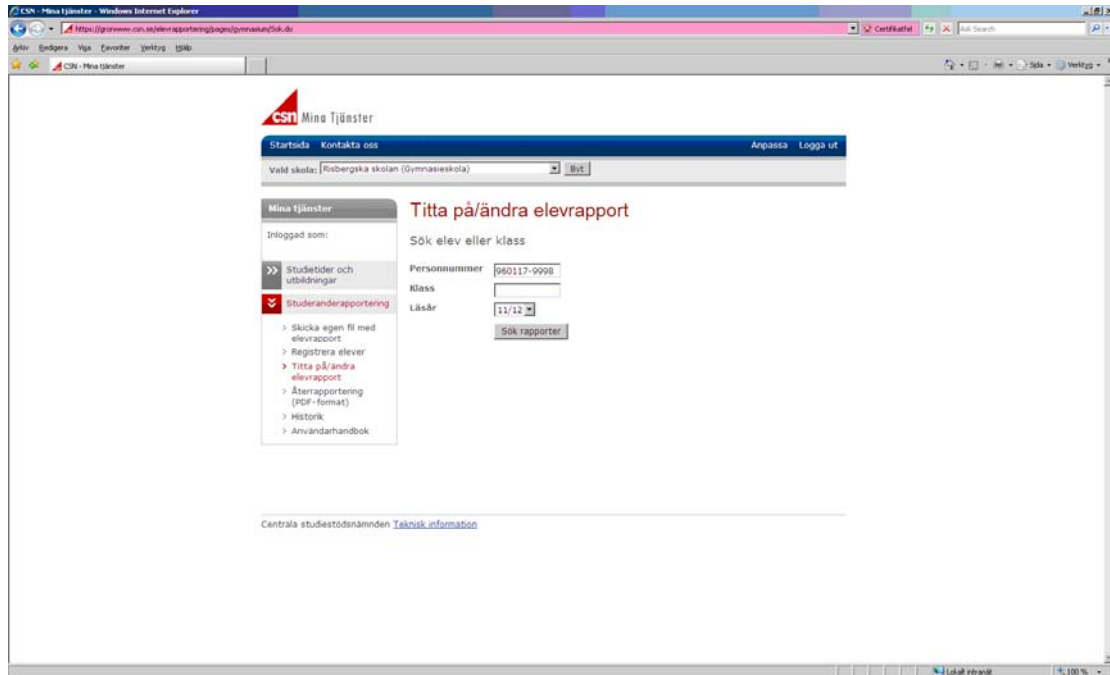 CSN - Mina tjänster - Windows Internet Explorer
https://grorwww.csn.se/elevrapportering/pages/gymnasium/Sok.do
Certifikatfel
Ask Search
Arkiv Redigera Visa Favoriter Verktyg Hjälp
CSN - Mina tjänster
Sida
Verktyg
csn Mina Tjänster
Startsida Kontakta oss Anpassa Logga ut
Vald skola: Risbergska skolan (Gymnasieskola) Byt
Mina tjänster
Inloggad som:
Studietider och
utbildningar
Studeranderapportering
> Skicka egen fil med
elevrapport
> Registrera elever
> Titta på/ändra
elevrapport
> Återrapportering
(PDF-format)
> Historik
> Användarhandbok
Titta på/ändra elevrapport
Sök elev eller klass
Personnummer 960117-9998
Klass
Läsår 11/12
Sök rapporter
Centrala studiestödsnämnden Teknisk information
Lokalt intranät
100 %